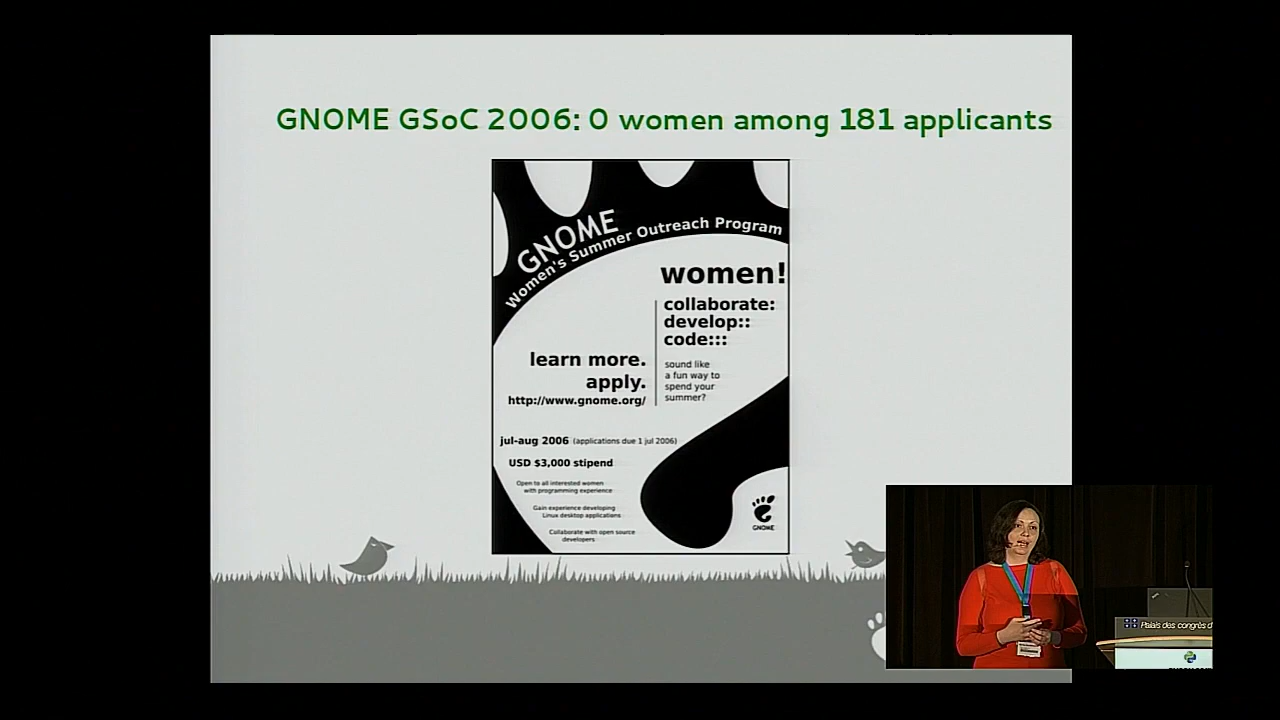 GNOME GSoC 2006: 0 women among 181 applicants
GNOME
Women's Summer Outreach Program
women!
collaborate:
develop::
code:::
learn more.
apply.
http://www.gnome.org/
sound like
a fun way to
spend your
summer?
jul-aug 2006 (applications due 1 jul 2006)
USD $3,000 stipend
Open to all interested women
with programming experience
Gain experience developing
Linux desktop applications
Collaborate with open source
developers
GNOME
Palais des congrès d